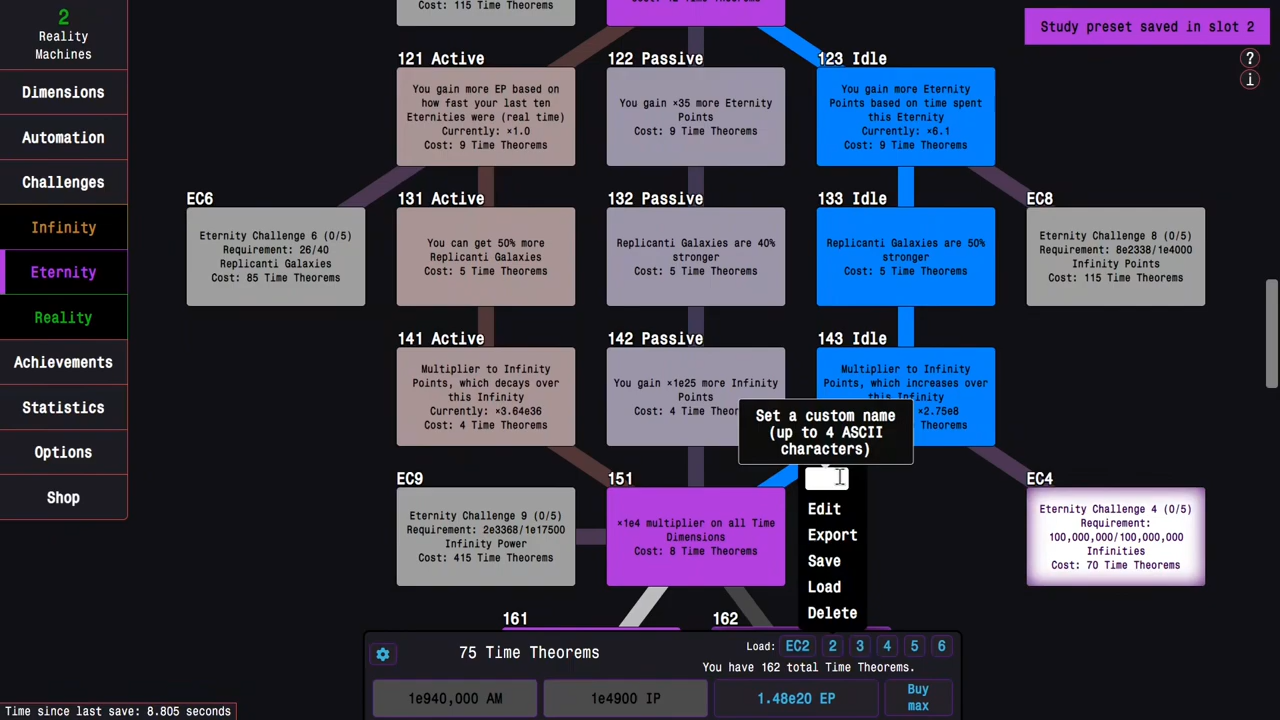 2
Reality
Machines
Dimensions
Automation
Challenges
Infinity
Eternity
Reality
Achievements
Statistics
Options
Shop
Time since last save: 8.805 seconds
Study preset saved in slot 2
?
i
Cost: 115 Time Theorems
121 Active
You gain more EP based on
how fast your last ten
Eternities were (real time)
Currently: ×1.0
Cost: 9 Time Theorems
122 Passive
You gain ×35 more Eternity
Points
Cost: 9 Time Theorems
123 Idle
You gain more Eternity
Points based on time spent
this Eternity
Currently: ×6.1
Cost: 9 Time Theorems
EC6
Eternity Challenge 6 (0/5)
Requirement: 26/40
Replicanti Galaxies
Cost: 85 Time Theorems
131 Active
You can get 50% more
Replicanti Galaxies
Cost: 5 Time Theorems
132 Passive
Replicanti Galaxies are 40%
stronger
Cost: 5 Time Theorems
133 Idle
Replicanti Galaxies are 50%
stronger
Cost: 5 Time Theorems
EC8
Eternity Challenge 8 (0/5)
Requirement: 8e2338/1e4000
Infinity Points
Cost: 115 Time Theorems
141 Active
Multiplier to Infinity
Points, which decays over
this Infinity
Currently: ×3.64e36
Cost: 4 Time Theorems
142 Passive
You gain ×1e25 more Infinity
Points
Cost: 4 Time
143 Idle
Multiplier to Infinity
Points, which increases over
this Infinity
×2.75e8
Theorems
Set a custom name
(up to 4 ASCII
characters)
Edit
Export
Save
Load
Delete
EC9
Eternity Challenge 9 (0/5)
Requirement: 2e3368/1e17500
Infinity Power
Cost: 415 Time Theorems
151
×1e4 multiplier on all Time
Dimensions
Cost: 8 Time Theorems
EC4
Eternity Challenge 4 (0/5)
Requirement:
100,000,000/100,000,000
Infinities
Cost: 70 Time Theorems
161
162
75 Time Theorems
Load: EC2 2 3 4 5 6
You have 162 total Time Theorems.
1e940,000 AM
1e4900 IP
1.48e20 EP
Buy
max